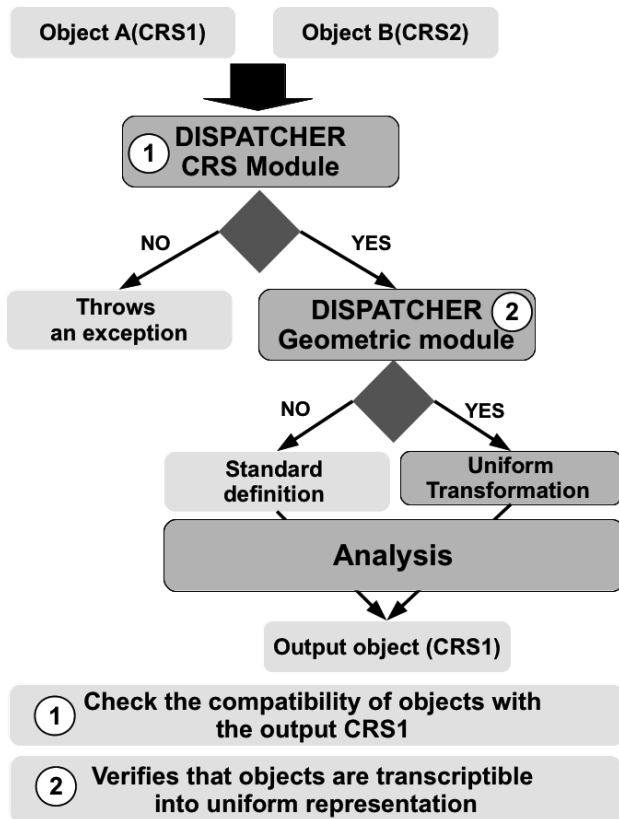 Object A(CRS1)
Object B(CRS2)
1
DISPATCHER
CRS Module
NO
YES
Throws
an exception
DISPATCHER
Geometric module
2
NO
YES
Standard
definition
Uniform
Transformation
Analysis
Output object (CRS1)
1
Check the compatibility of objects with
the output CRS1
2
Verifies that objects are transcriptible
into uniform representation